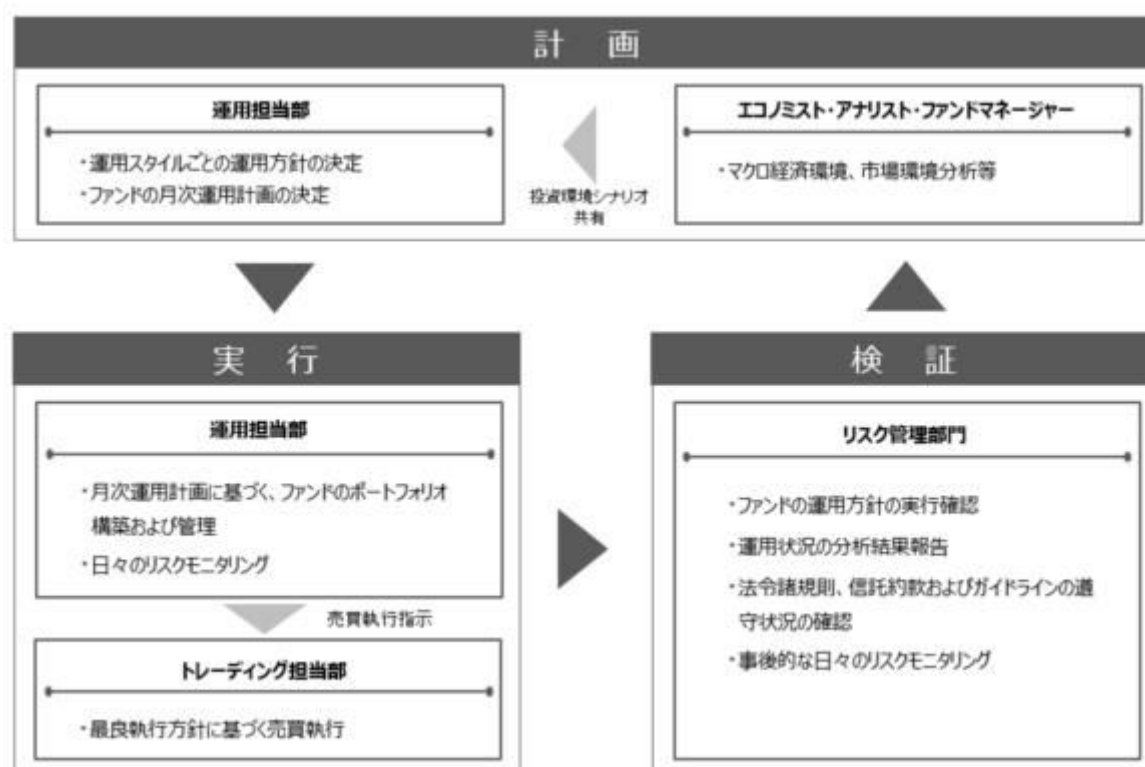 計 画
運用担当部
・運用スタイルごとの運用方針の決定
・ファンドの月次運用計画の決定
投資環境シナリオ
共有
エコノミスト・アナリスト・ファンドマネージャー
・マクロ経済環境、市場環境分析等
実 行
運用担当部
・月次運用計画に基づく、ファンドのポートフォリオ
構築および管理
・日々のリスクモニタリング
売買執行指示
トレーディング担当部
・最良執行方針に基づく売買執行
検 証
リスク管理部門
・ファンドの運用方針の実行確認
・運用状況の分析結果報告
・法令諸規則、信託約款およびガイドラインの遵
守状況の確認
・事後的な日々のリスクモニタリング